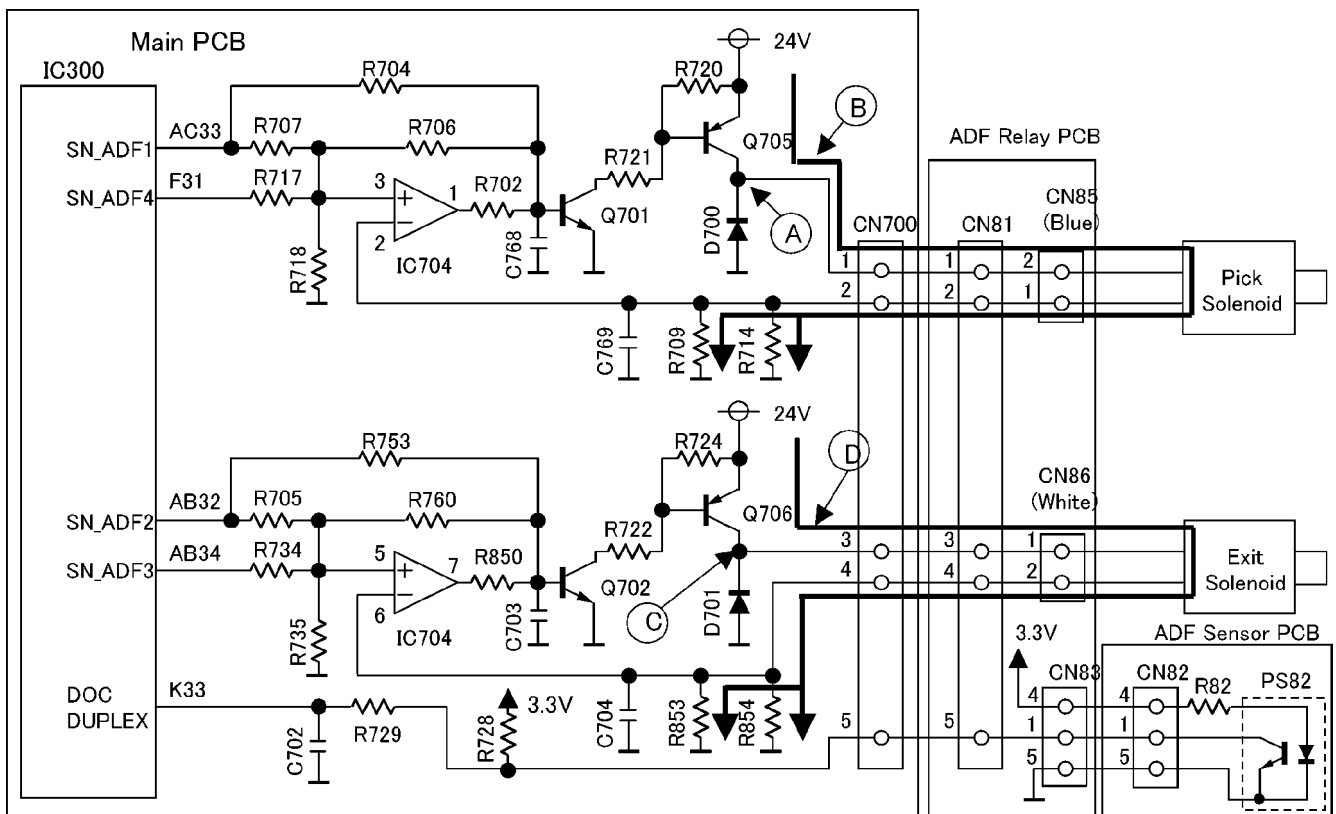 Main PCB
IC300
SN_ADF1
SN_ADF4
AC33
F31
R704
R707
R706
R717
R718
3
2
1
IC704
R702
C768
Q701
R721
R720
24V
Q705
D700
A
B
C769
R709
R714
CN700
1
2
ADF Relay PCB
CN81
1
2
CN85
(Blue)
2
1
Pick
Solenoid
SN_ADF2
SN_ADF3
AB32
AB34
R753
R705
R760
R734
R735
5
6
7
IC704
R850
C703
Q702
R722
R724
24V
Q706
D701
C
D
3
4
3
4
CN86
(White)
1
2
Exit
Solenoid
DOC
DUPLEX
K33
C702
R729
R728
3.3V
C704
R853
R854
5
5
3.3V
CN83
4
1
5
ADF Sensor PCB
CN82
4
1
5
R82
PS82